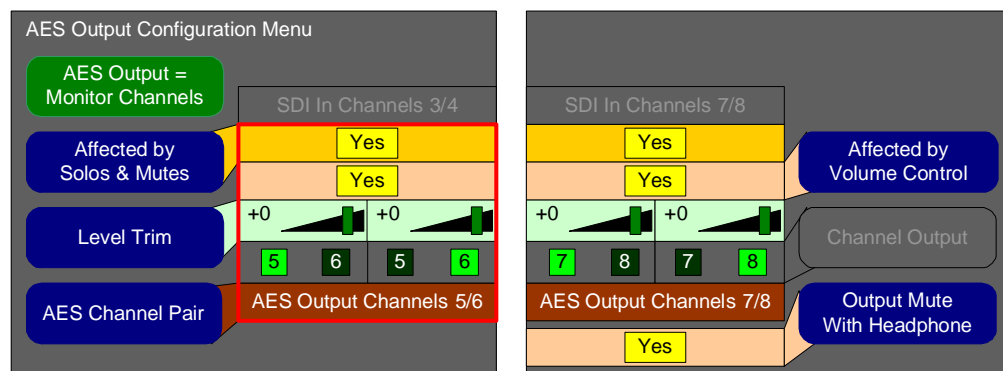 AES Output Configuration Menu
AES Output =
Monitor Channels
SDI In Channels 3/4
SDI In Channels 7/8
Affected by
Solos & Mutes
Yes
Yes
Affected by
Volume Control
Yes
Yes
Level Trim
+0
+0
+0
+0
Channel Output
5
6
5
6
7
8
7
8
AES Channel Pair
AES Output Channels 5/6
AES Output Channels 7/8
Output Mute
With Headphone
Yes